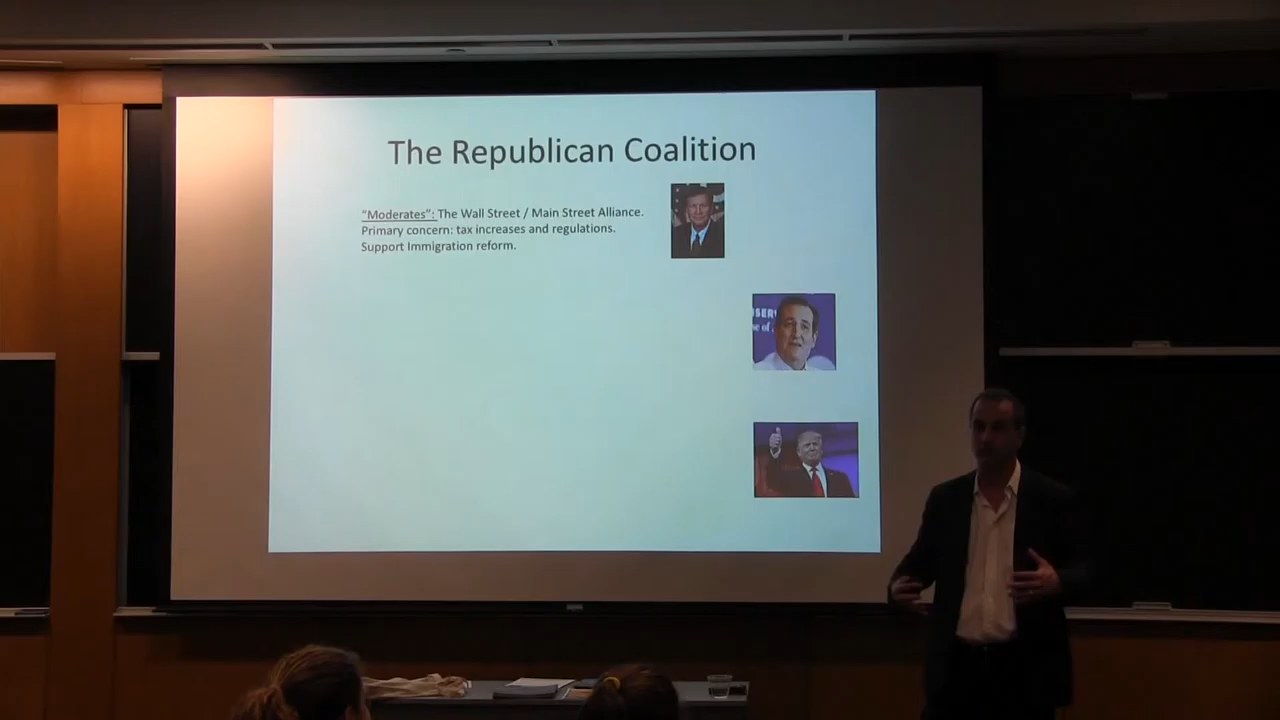 The Republican Coalition
"Moderates": The Wall Street / Main Street Alliance.
Primary concern: tax increases and regulations.
Support Immigration reform.